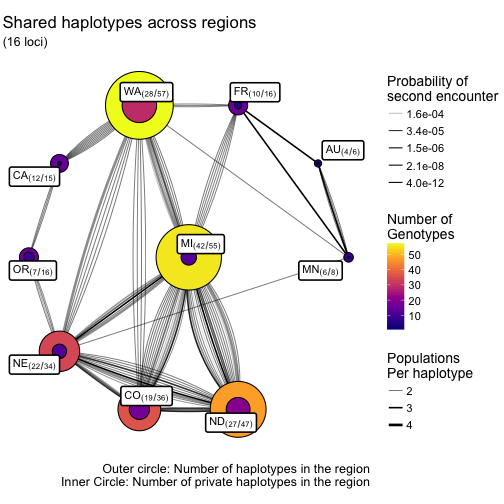 Shared haplotypes across regions
(16 loci)
WA(28/57)
FR(10/16)
AU(4/6)
CA(12/15)
MI(42/55)
OR(7/16)
MN(6/8)
NE(22/34)
CO(19/36)
ND(27/47)
Probability of
second encounter
1.6e-04
3.4e-05
1.5e-06
2.1e-08
4.0e-12
Number of
Genotypes
50
40
30
20
10
Populations
Per haplotype
2
3
4
Outer circle: Number of haplotypes in the region
Inner Circle: Number of private haplotypes in the region